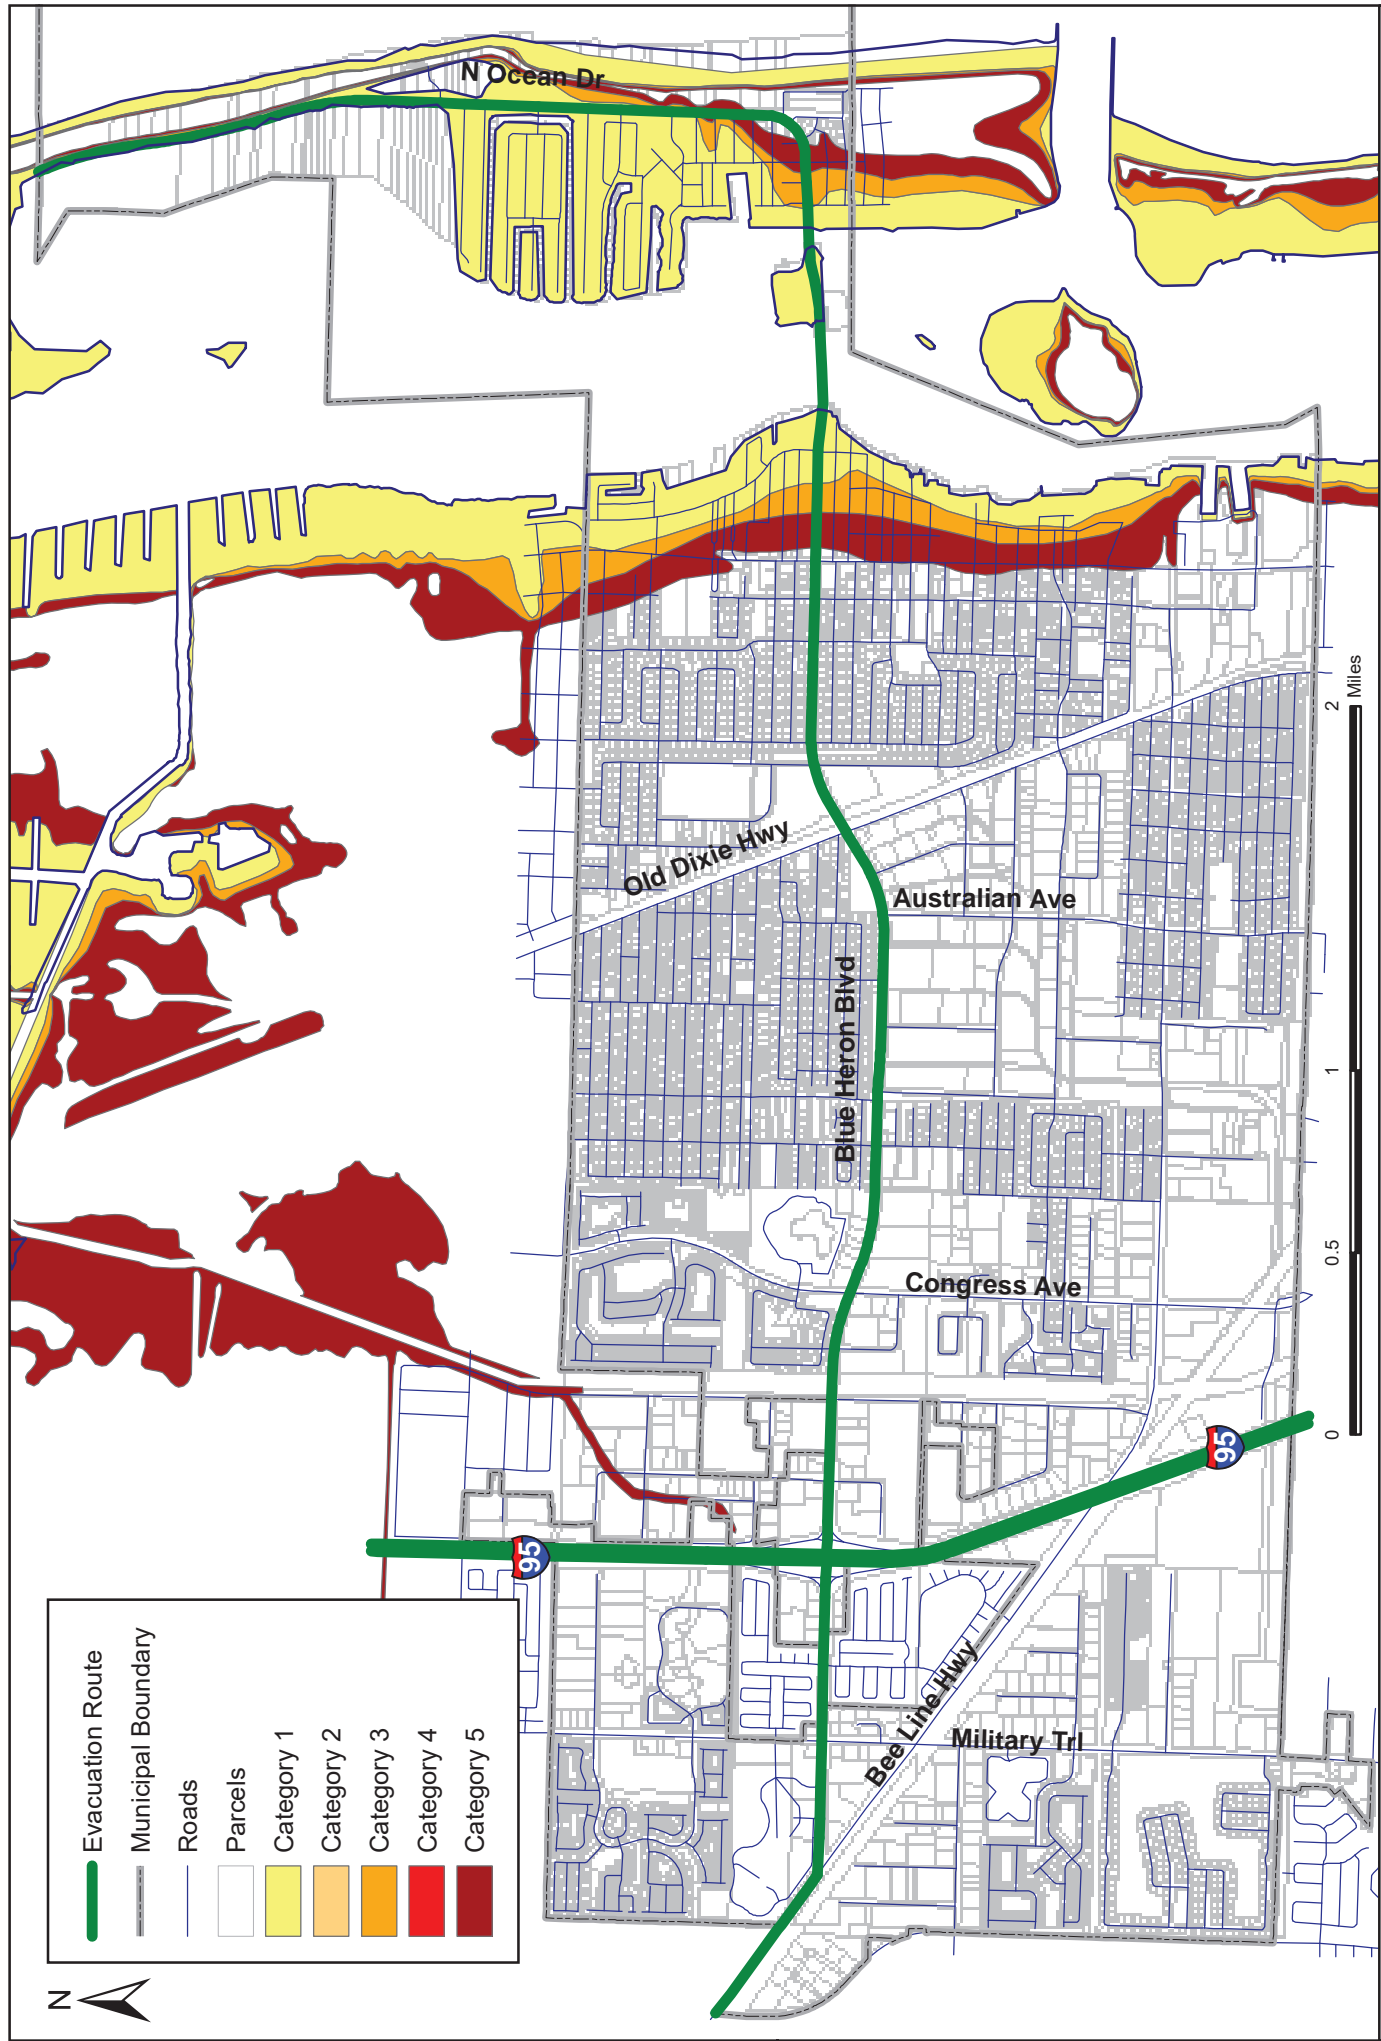 N
Evacuation Route
Municipal Boundary
Roads
Parcels
Category 1
Category 2
Category 3
Category 4
Category 5
N Ocean Dr
Old Dixie Hwy
Australian Ave
Blue Heron Blvd
Congress Ave
95
95
Bee Line Hwy
Military Trl
0
0.5
1
2
Miles